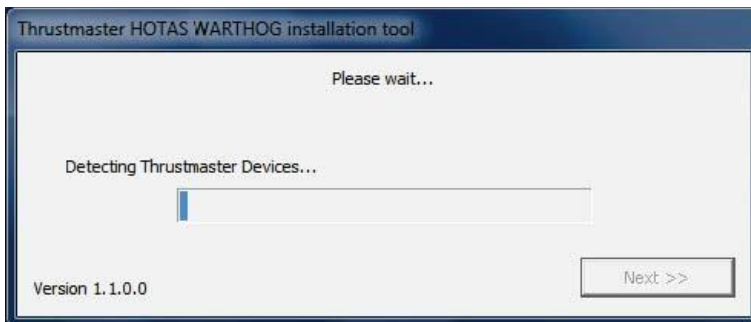 Thrustmaster HOTAS WARTHOG installation tool
Please wait...
Detecting Thrustmaster Devices...
Next >>
Version 1.1.0.0